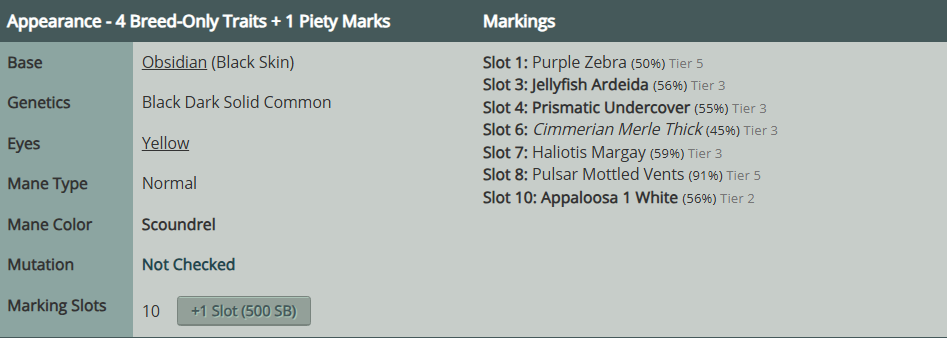 Appearance - 4 Breed-Only Traits + 1 Piety Marks
Base Obsidian (Black Skin)
Genetics Black Dark Solid Common
Eyes Yellow
Mane Type Normal
Mane Color Scoundrel
Mutation Not Checked
Marking Slots 10 +1 Slot (500 SB)
Markings
Slot 1: Purple Zebra (50%) Tier 5
Slot 3: Jellyfish Ardeida (56%) Tier 3
Slot 4: Prismatic Undercover (55%) Tier 3
Slot 6: Cimmerian Merle Thick (45%) Tier 3
Slot 7: Haliotis Margay (59%) Tier 3
Slot 8: Pulsar Mottled Vents (91%) Tier 5
Slot 10: Appaloosa 1 White (56%) Tier 2